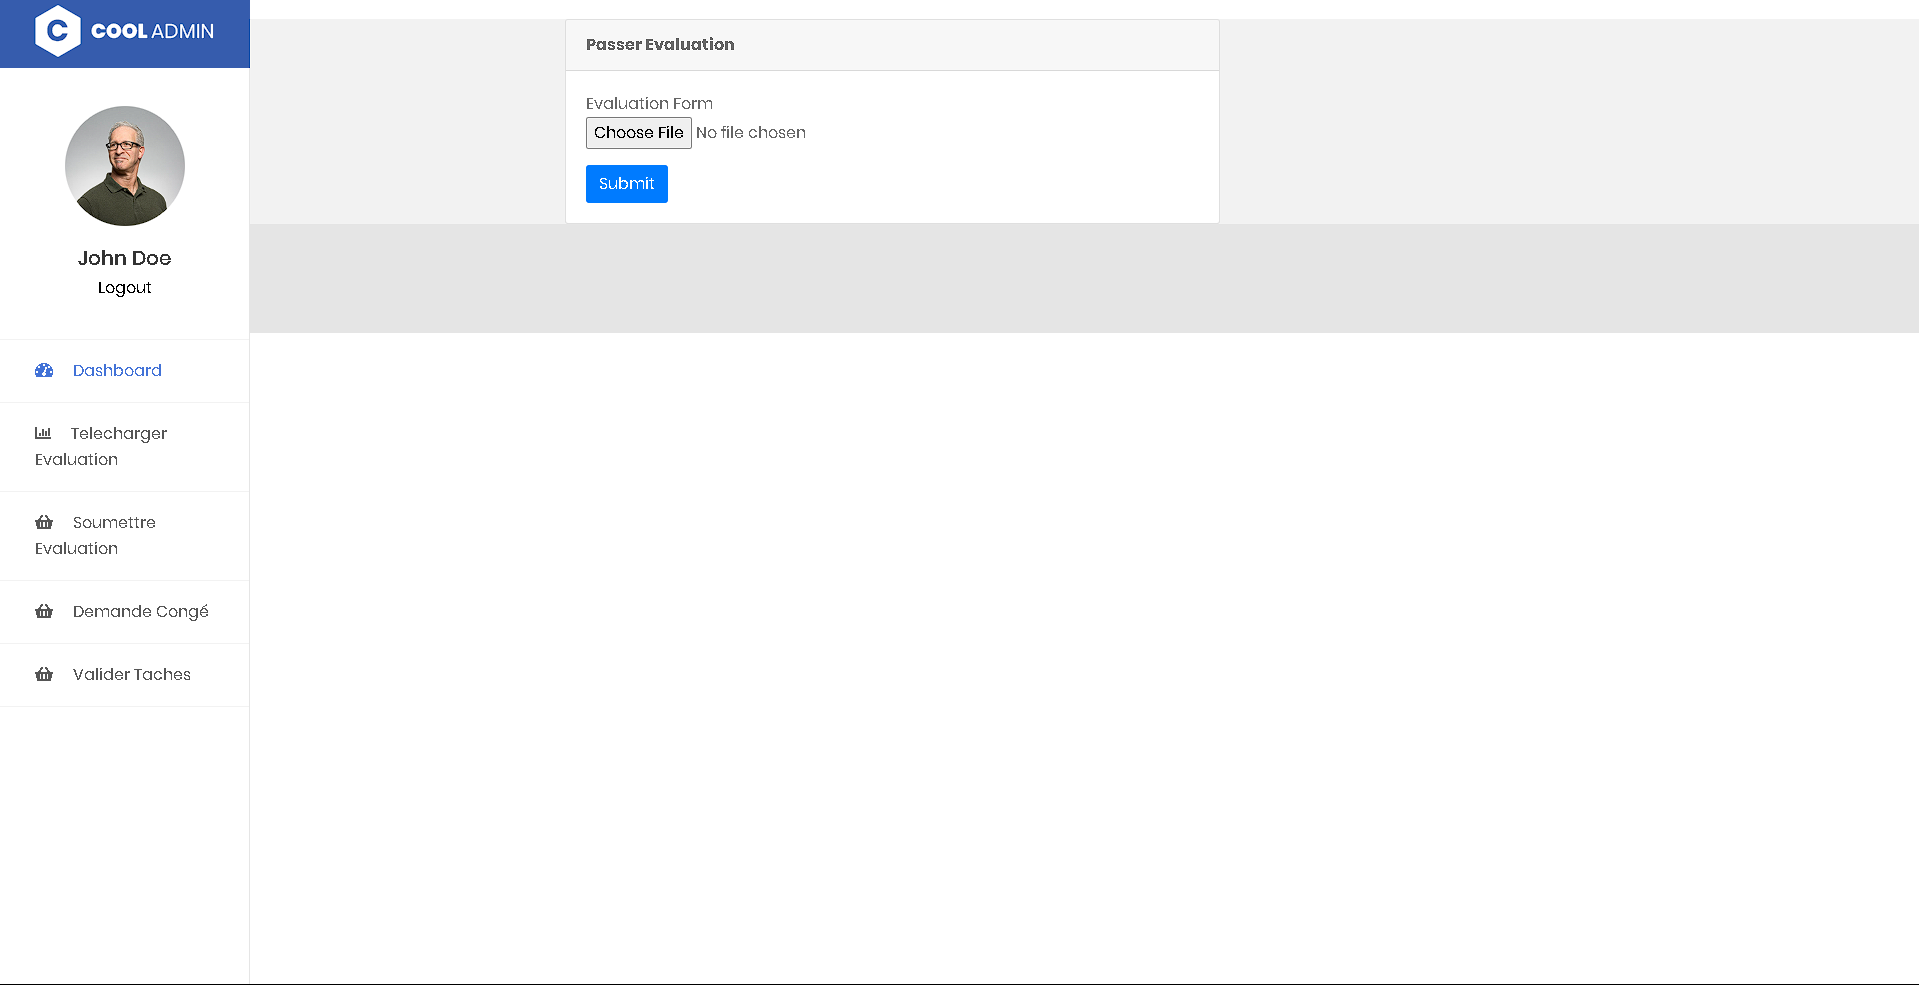 C COOL ADMIN
John Doe
Logout
Dashboard
Telecharger
Evaluation
Soumettre
Evaluation
Demande Congé
Valider Taches
Passer Evaluation
Evaluation Form
Choose File No file chosen
Submit